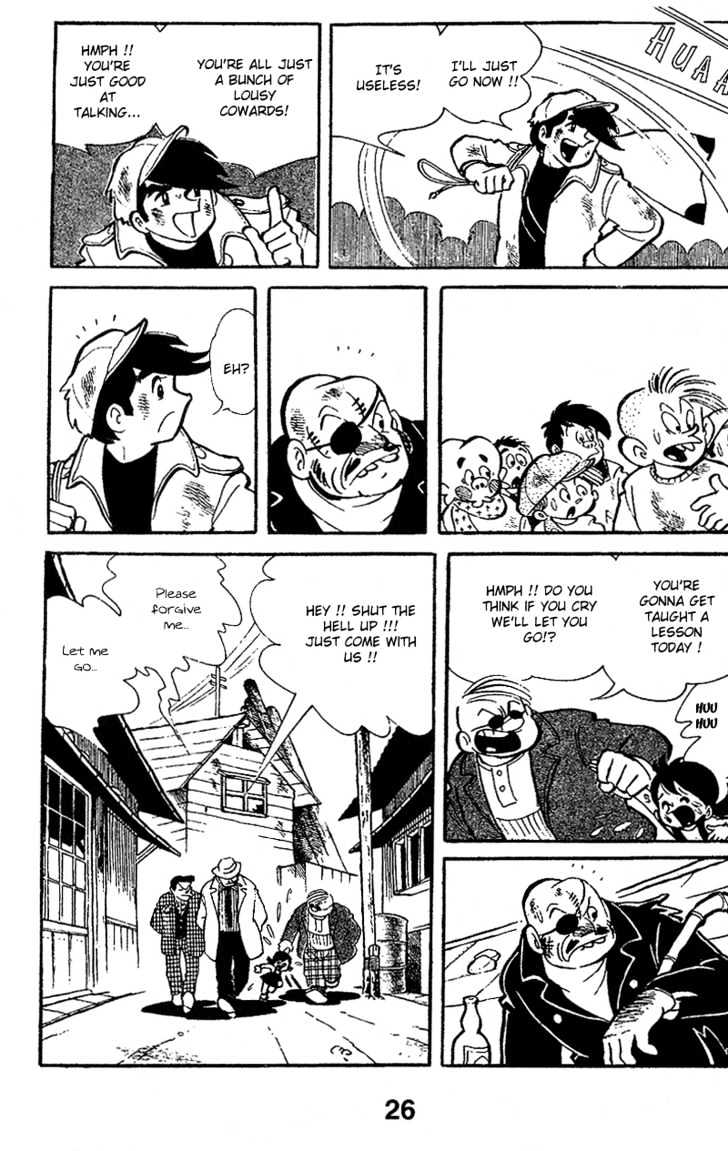 HUAA
I'LL JUST
GO NOW !!
IT'S
USELESS!
YOU'RE ALL JUST
A BUNCH OF
LOUSY
COWARDS!
HMPH !!
YOU'RE
JUST GOOD
AT
TALKING...
EH?
YOU'RE
GONNA GET
TAUGHT A
LESSON
TODAY !
HMPH !! DO YOU
THINK IF YOU CRY
WE'LL LET YOU
GO!?
HUU
HUU
HEY !! SHUT THE
HELL UP !!!
JUST COME WITH
US !!
Please
forgive
me...
Let me
go...
26